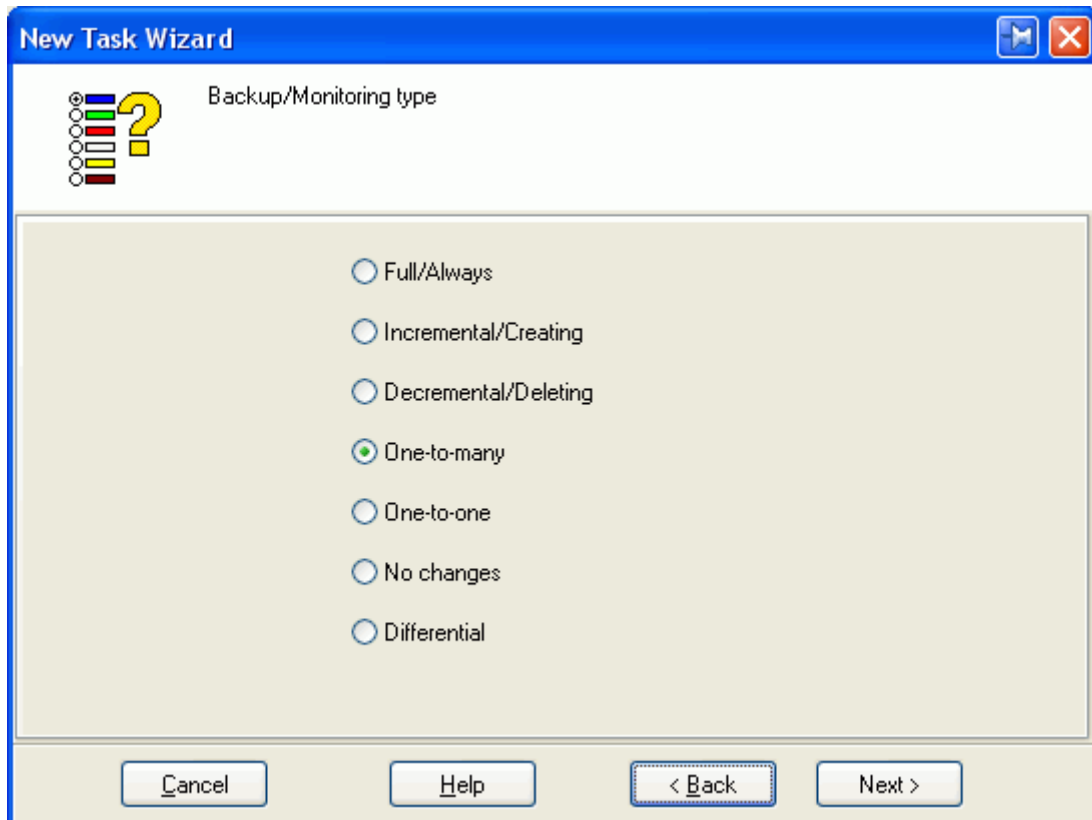 New Task Wizard
Backup/Monitoring type
Full/Always
Incremental/Creating
Decremental/Deleting
One-to-many
One-to-one
No changes
Differential
Cancel
Help
< Back
Next >